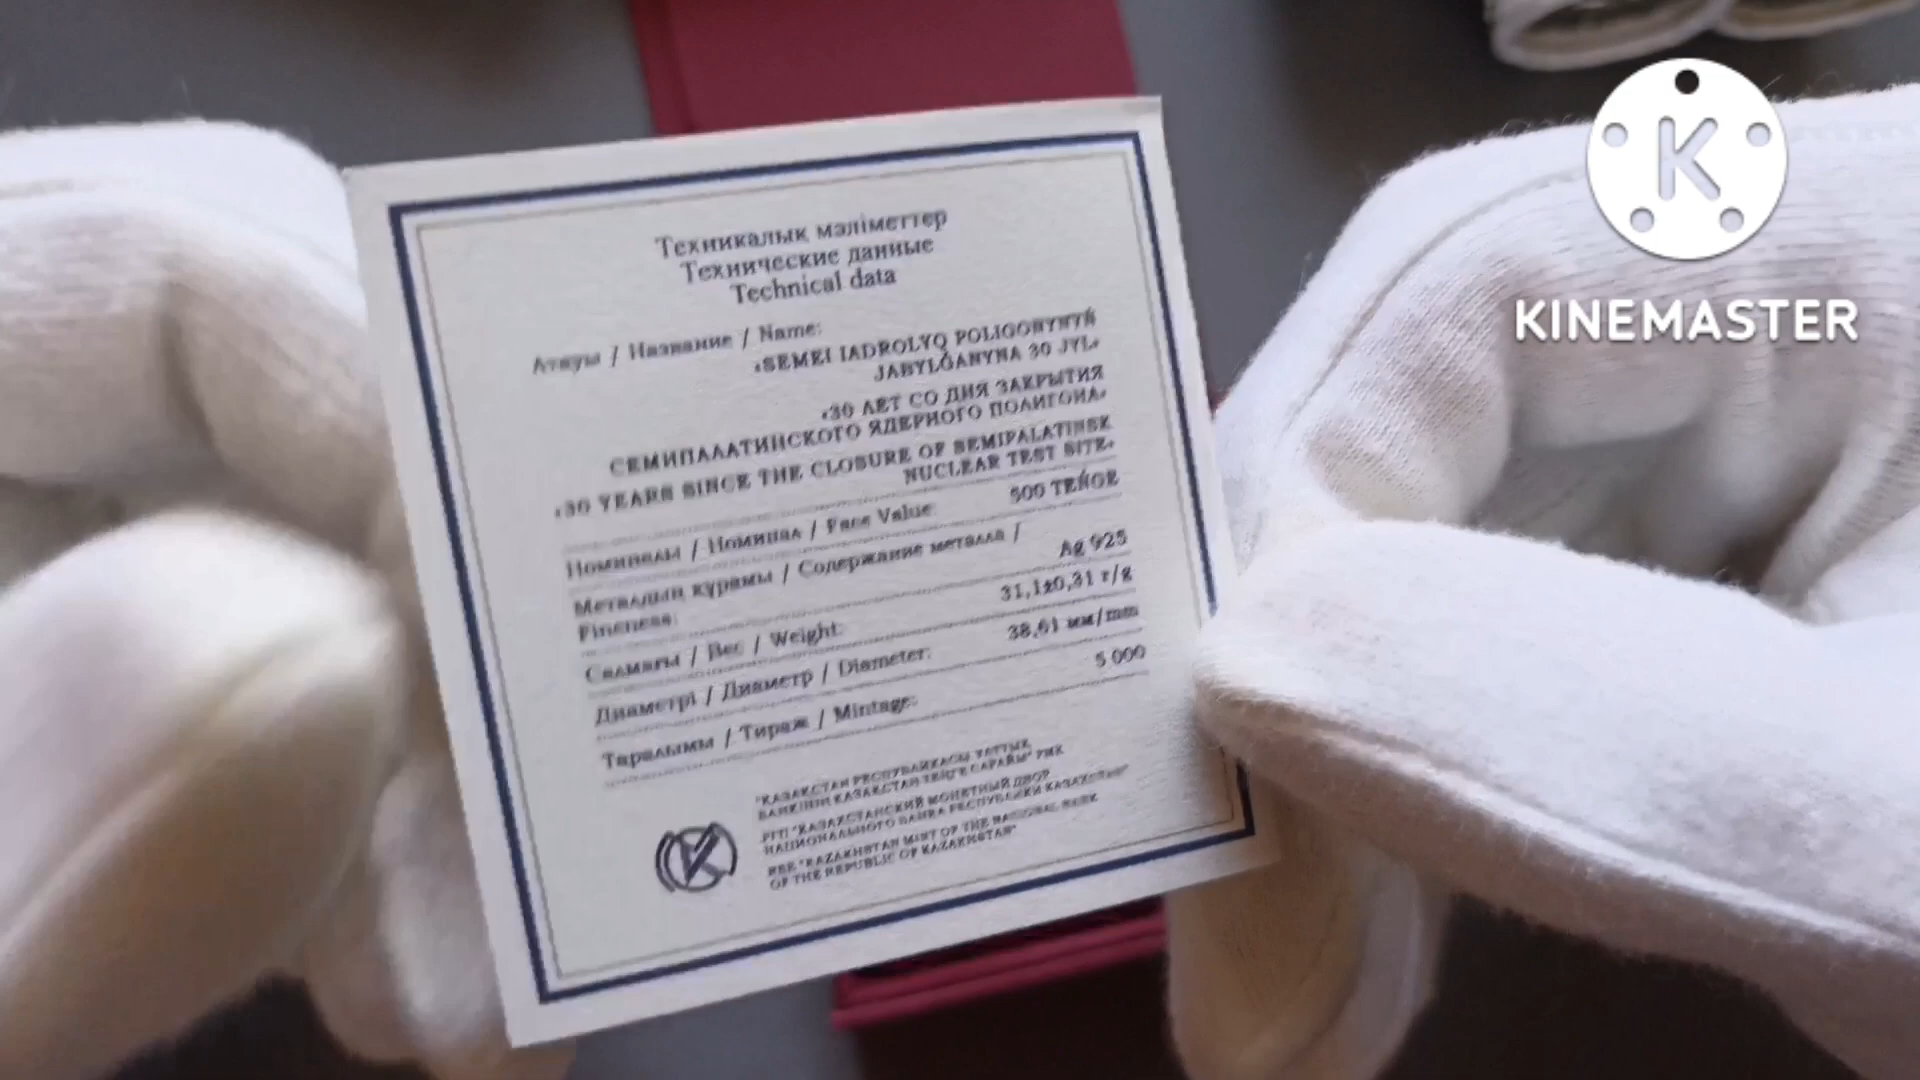 Техникалық мәліметтер
Технические данные
Technical data
Атауы / Название / Name:
«SEMEI IADROLYQ POLIGONYNYŃ
JABYLǴANYNA 30 JYL»
«30 ЛЕТ СО ДНЯ ЗАКРЫТИЯ
СЕМИПАЛАТИНСКОГО ЯДЕРНОГО ПОЛИГОНА»
«30 YEARS SINCE THE CLOSURE OF SEMIPALATINSK
NUCLEAR TEST SITE»
Номиналы / Номинал / Face Value: 500 TEŃGE
Металдың құрамы / Содержание металла /
Fineness: Ag 925
Салмағы / Вес / Weight: 31,1±0,31 г/g
Диаметрі / Диаметр / Diameter: 38,61 мм/mm
Таралымы / Тираж / Mintage: 5 000
"ҚАЗАҚСТАН РЕСПУБЛИКАСЫ ҰЛТТЫҚ
БАНКІНІҢ ҚАЗАҚСТАН ТЕҢГЕ САРАЙЫ" РМК
РГП "КАЗАХСТАНСКИЙ МОНЕТНЫЙ ДВОР
НАЦИОНАЛЬНОГО БАНКА РЕСПУБЛИКИ КАЗАХСТАН"
RSE "KAZAKHSTAN MINT OF THE NATIONAL BANK
OF THE REPUBLIC OF KAZAKHSTAN"
K
KINEMASTER